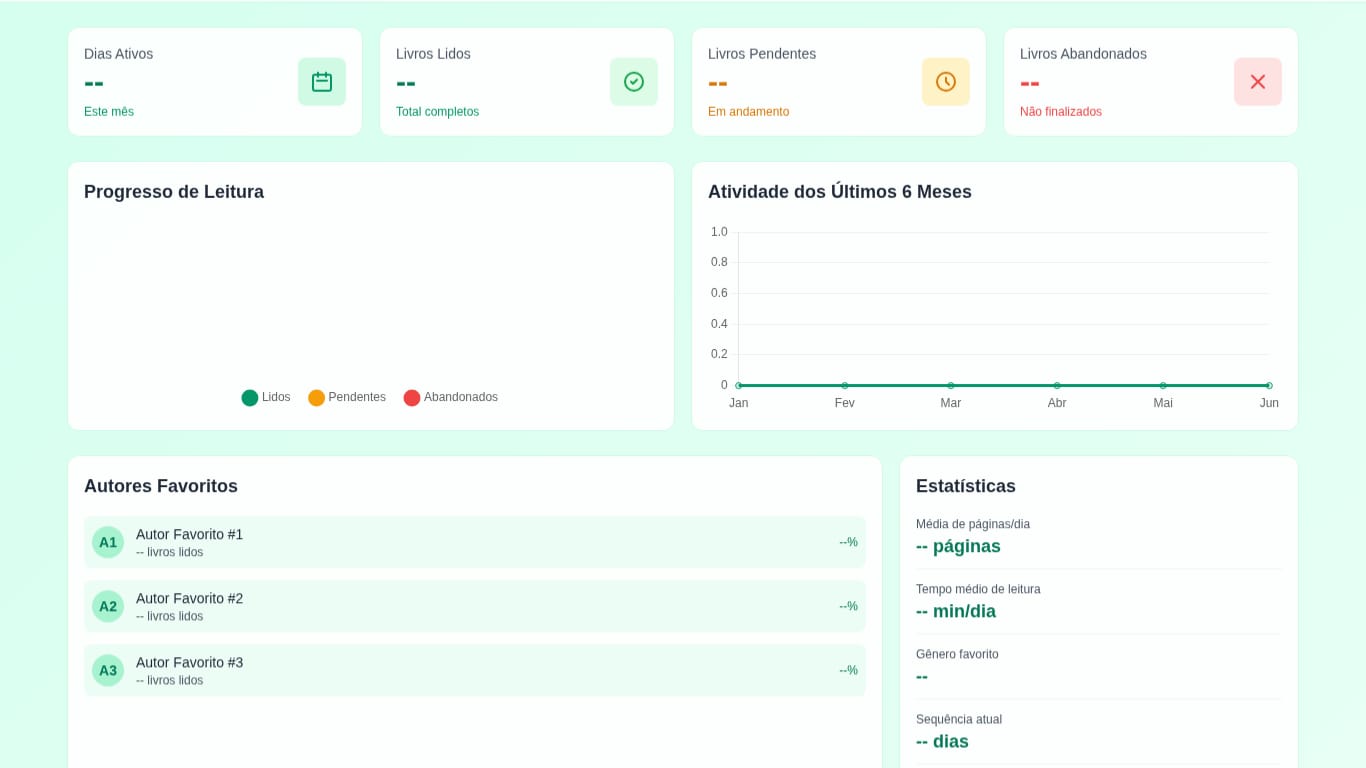 Dias Ativos
--
Este mês
Livros Lidos
--
Total completos
Livros Pendentes
--
Em andamento
Livros Abandonados
--
Não finalizados
Progresso de Leitura
Lidos
Pendentes
Abandonados
Atividade dos Últimos 6 Meses
1.0
0.8
0.6
0.4
0.2
0
Jan Fev Mar Abr Mai Jun
Autores Favoritos
A1
Autor Favorito #1
-- livros lidos
--%
A2
Autor Favorito #2
-- livros lidos
--%
A3
Autor Favorito #3
-- livros lidos
--%
Estatísticas
Média de páginas/dia
-- páginas
Tempo médio de leitura
-- min/dia
Gênero favorito
--
Sequência atual
-- dias